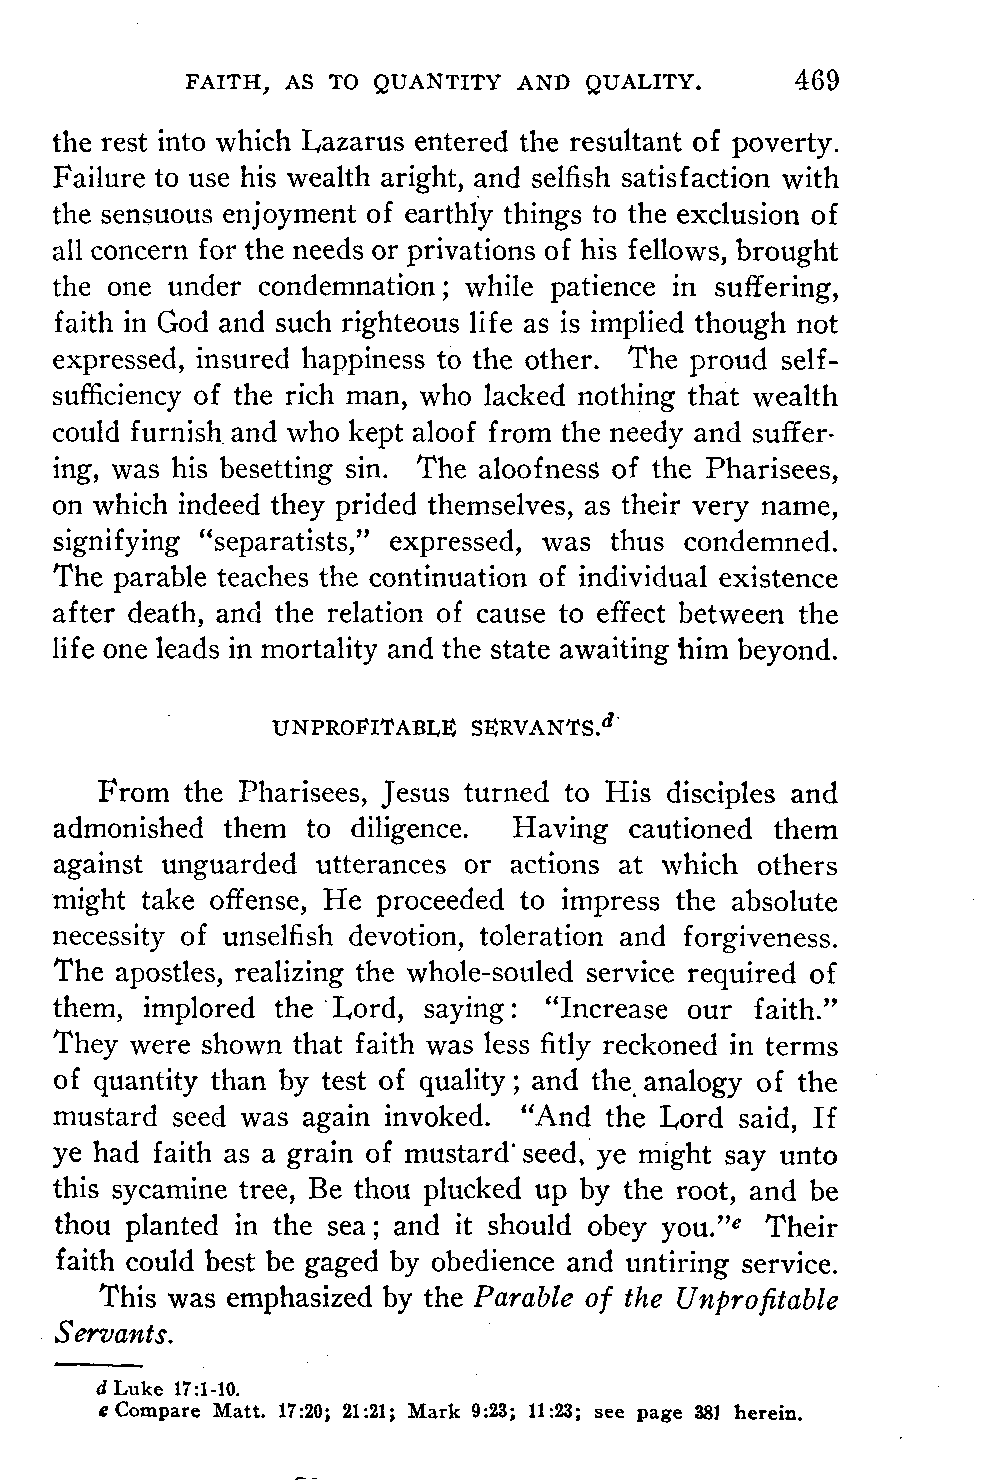 FAITH, AS TO QUANTITY AND QUALITY. 469
the rest into which Lazarus entered the resultant of poverty.
Failure to use his wealth aright, and selfish satisfaction with
the sensuous enjoyment of earthly things to the exclusion of
all concern for the needs or privations of his fellows, brought
the one under condemnation; while patience in suffering,
faith in God and such righteous life as is implied though not
expressed, insured happiness to the other. The proud self-
sufficiency of the rich man, who lacked nothing that wealth
could furnish and who kept aloof from the needy and suffer-
ing, was his besetting sin. The aloofness of the Pharisees,
on which indeed they prided themselves, as their very name,
signifying “separatists,” expressed, was thus condemned.
The parable teaches the continuation of individual existence
after death, and the relation of cause to effect between the
life one leads in mortality and the state awaiting him beyond.
UNPROFITABLE SERVANTS.d
From the Pharisees, Jesus turned to His disciples and
admonished them to diligence. Having cautioned them
against unguarded utterances or actions at which others
might take offense, He proceeded to impress the absolute
necessity of unselfish devotion, toleration and forgiveness.
The apostles, realizing the whole-souled service required of
them, implored the Lord, saying: “Increase our faith.”
They were shown that faith was less fitly reckoned in terms
of quantity than by test of quality; and the analogy of the
mustard seed was again invoked. “And the Lord said, If
ye had faith as a grain of mustard seed, ye might say unto
this sycamine tree, Be thou plucked up by the root, and be
thou planted in the sea; and it should obey you.”e Their
faith could best be gaged by obedience and untiring service.
This was emphasized by the Parable of the Unprofitable
Servants.
d Luke 17:1-10.
e Compare Matt. 17:20; 21:21; Mark 9:23; 11:23; see page 381 herein.